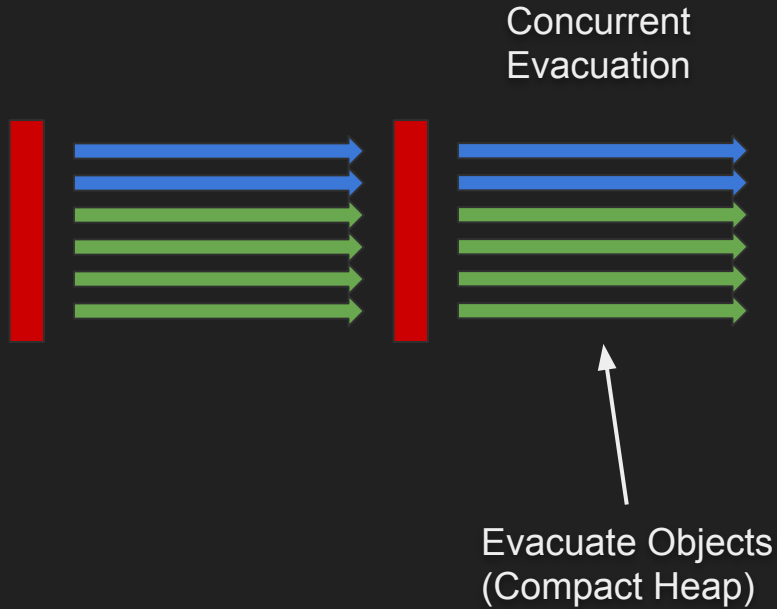 Concurrent
Evacuation
Evacuate Objects
(Compact Heap)